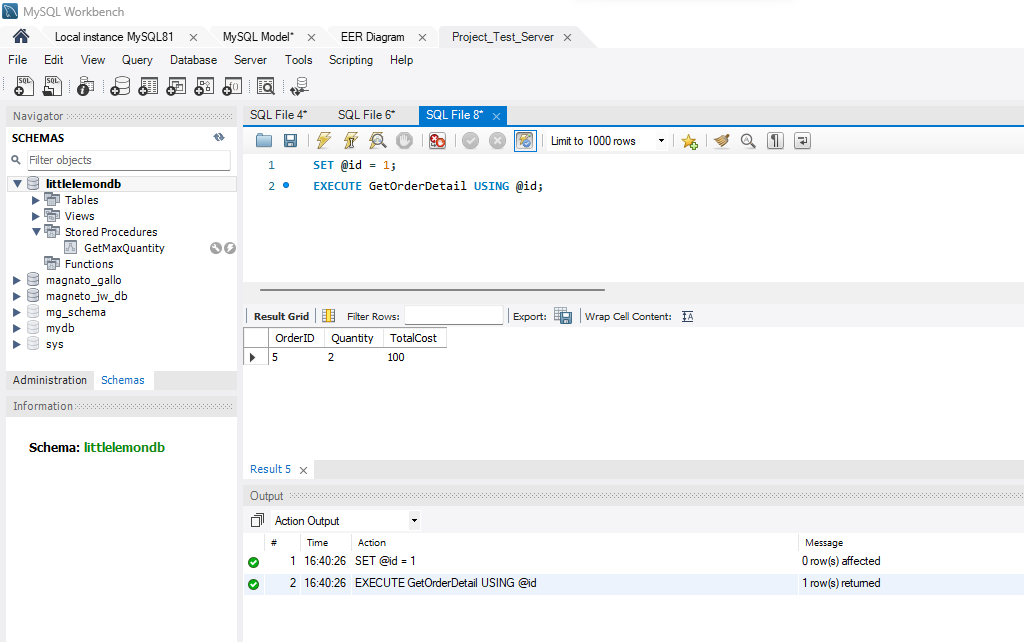 MySQL Workbench
Local instance MySQL81 MySQL Model* EER Diagram Project_Test_Server
File Edit View Query Database Server Tools Scripting Help
Navigator
SCHEMAS
Filter objects
littlelemondb
Tables
Views
Stored Procedures
GetMaxQuantity
Functions
magnato_gallo
magneto_jw_db
mg_schema
mydb
sys
Administration Schemas
Information
Schema: littlelemondb
SQL File 4* SQL File 6* SQL File 8*
Limit to 1000 rows
1 SET @id = 1;
2 EXECUTE GetOrderDetail USING @id;
Result Grid Filter Rows: Export: Wrap Cell Content:
OrderID Quantity TotalCost
5 2 100
Result 5
Output
Action Output
# Time Action Message
1 16:40:26 SET @id = 1 0 row(s) affected
2 16:40:26 EXECUTE GetOrderDetail USING @id 1 row(s) returned